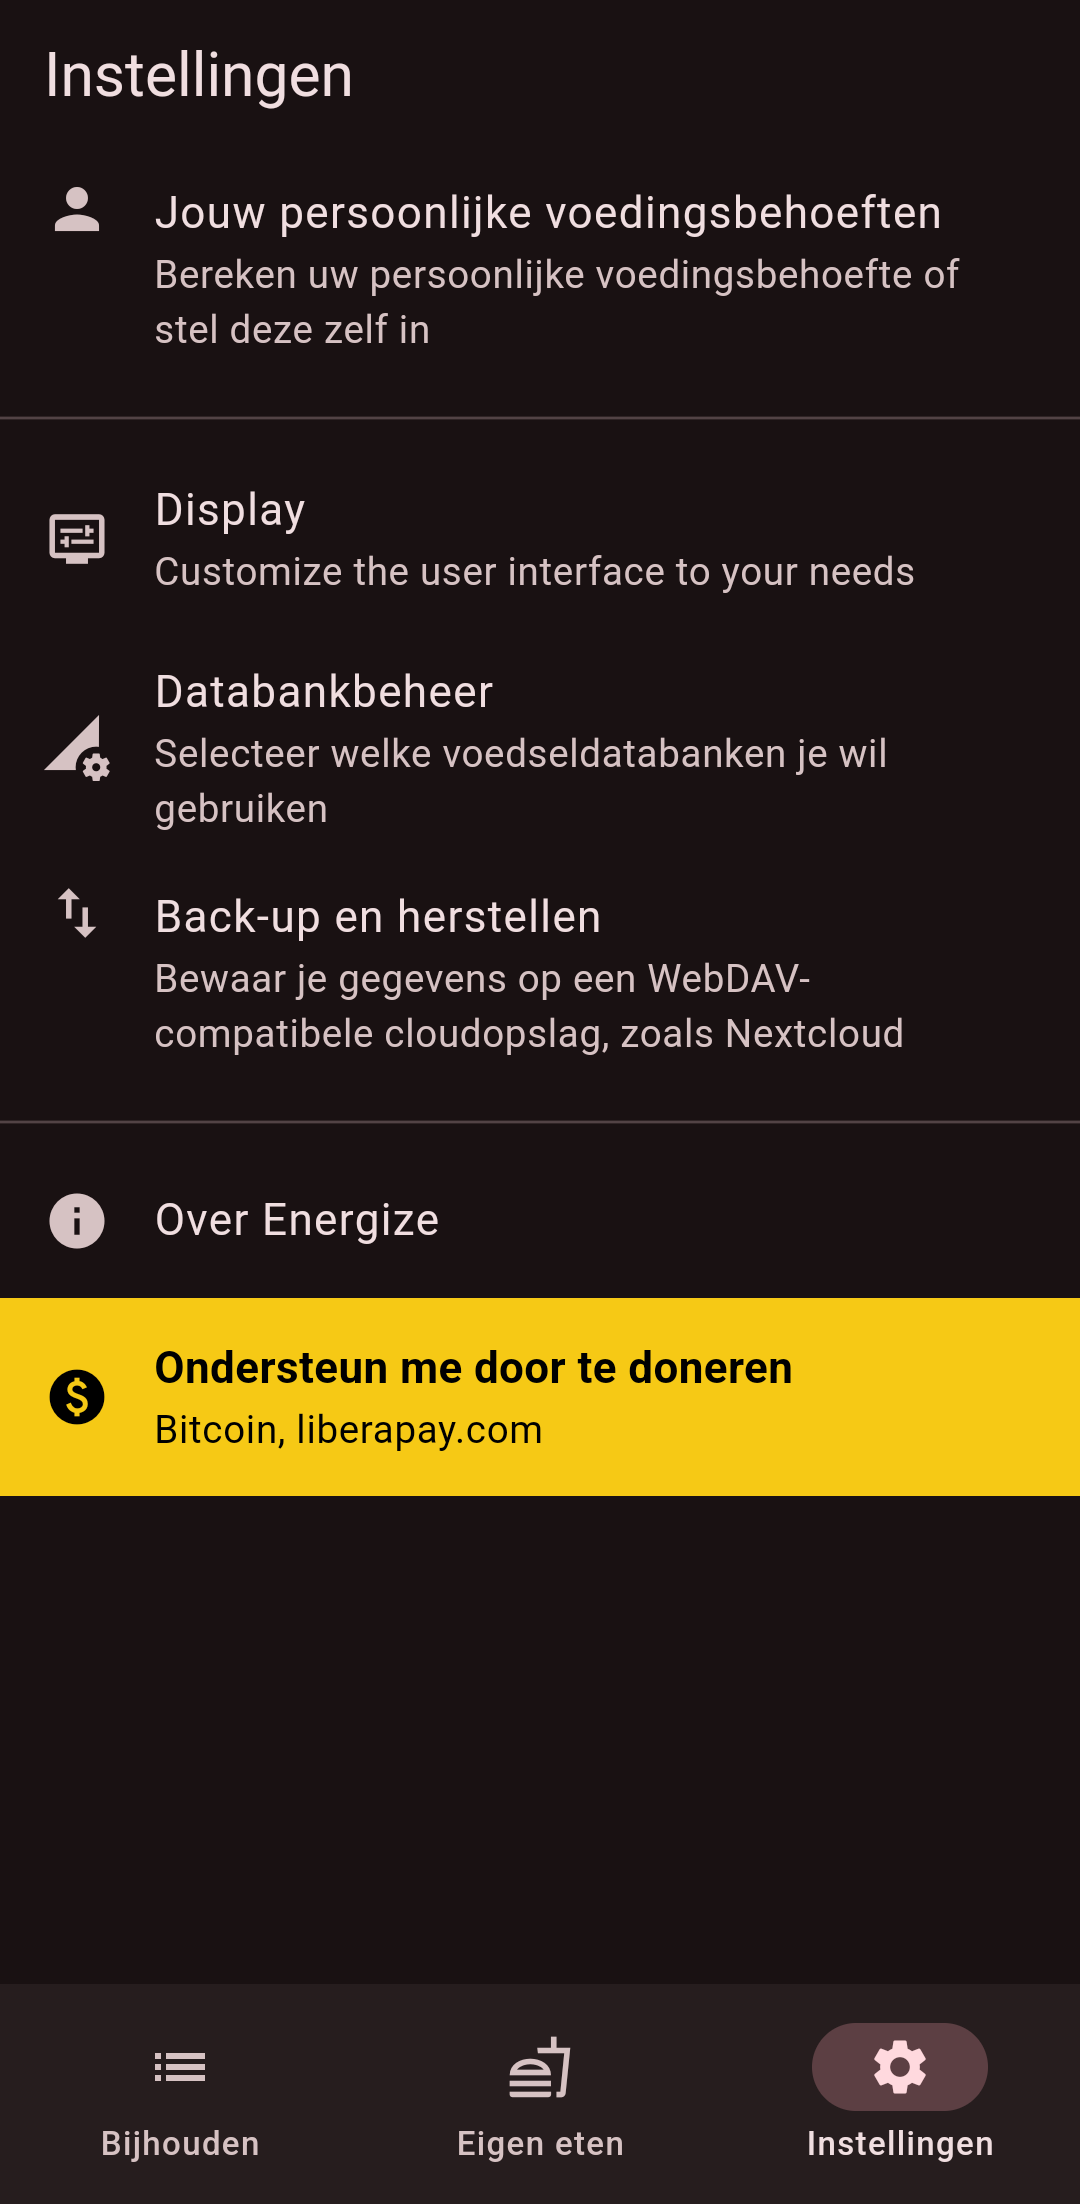 Instellingen
Jouw persoonlijke voedingsbehoeften
Bereken uw persoonlijke voedingsbehoefte of
stel deze zelf in
Display
Customize the user interface to your needs
Databankbeheer
Selecteer welke voedseldatabanken je wil
gebruiken
Back-up en herstellen
Bewaar je gegevens op een WebDAV-
compatibele cloudopslag, zoals Nextcloud
Over Energize
Ondersteun me door te doneren
Bitcoin, liberapay.com
Bijhouden
Eigen eten
Instellingen